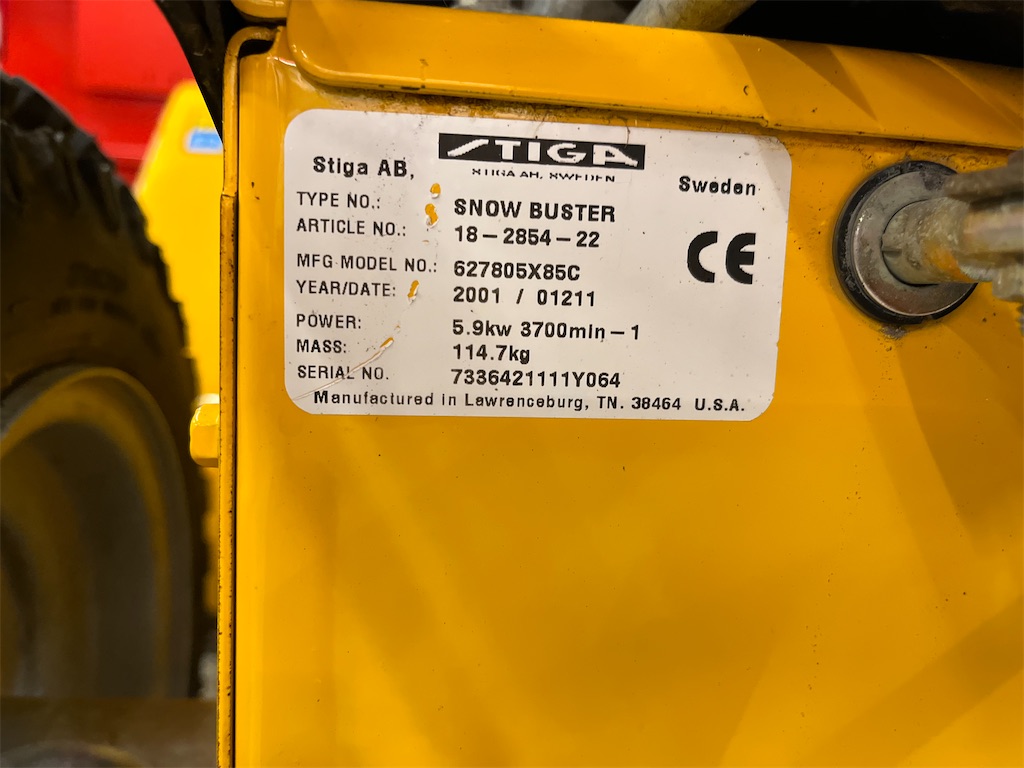 STIGA
STIGA AB, SWEDEN
Stiga AB, Sweden
TYPE NO.: SNOW BUSTER
ARTICLE NO.: 18-2854-22
MFG MODEL NO.: 627805X85C
YEAR/DATE: 2001 / 01211
POWER: 5.9kw 3700min-1
MASS: 114.7kg
SERIAL NO. 7336421111Y064
Manufactured in Lawrenceburg, TN. 38464 U.S.A.
CE